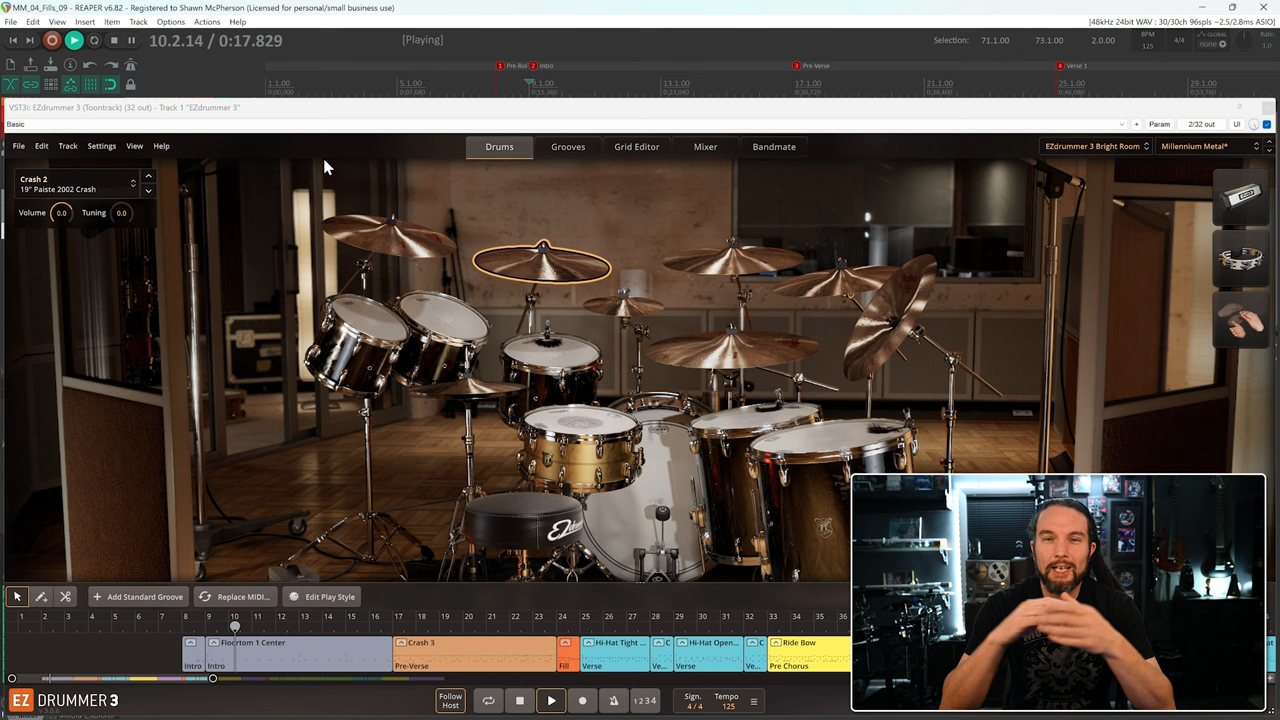 MM_04_Fills_09 - REAPER v6.82 - Registered to Shawn McPherson (Licensed for personal/small business use)
File Edit View Insert Item Track Options Actions Help
[48kHz 24bit WAV : 30/30ch 96spls ~2.5/2.8ms ASIO]
10.2.14 / 0:17.829
[Playing]
Selection: 71.1.00 73.1.00 2.0.00
BPM
125
4/4
GLOBAL
none
Rate:
1.0
1 Pre-Rol 2 Intro
3 Pre-Verse
4 Verse 1
1.1.00 5.1.00 9.1.00 13.1.00 21.1.00 25.1.00 29.1.00
0:00.000 0:07.680 0:15.360 0:23.040 0:30.720 0:38.400 0:46.080 0:53.760
VST3i: EZdrummer 3 (Toontrack) (32 out) - Track 1 "EZdrummer 3"
Basic
+ Param 2/32 out UI
File Edit Track Settings View Help
Drums Grooves Grid Editor Mixer Bandmate
EZdrummer 3 Bright Room Millennium Metal*
Crash 2
19" Paiste 2002 Crash
Volume 0.0 Tuning 0.0
EZ
Add Standard Groove Replace MIDI... Edit Play Style
1 2 3 4 5 6 7 8 9 10 11 12 13 14 15 16 17 18 19 20 21 22 23 24 25 26 27 28 29 30 31 32 33 34 35 36
Floortom 1 Center Crash 3 Hi-Hat Tight ... C Hi-Hat Open... C Ride Bow
Intro Intro Pre-Verse Fill Verse Ve... Verse Ve... Pre Chorus
EZ DRUMMER 3
Follow
Host
1 2 3 4
Sign. Tempo
4 / 4 125